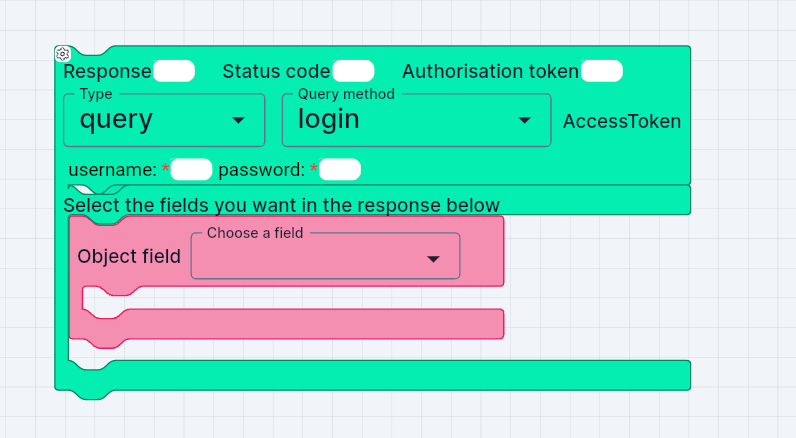 Response Status code Authorisation token
Type Query method
query login AccessToken
username: * password: *
Select the fields you want in the response below
Choose a field
Object field